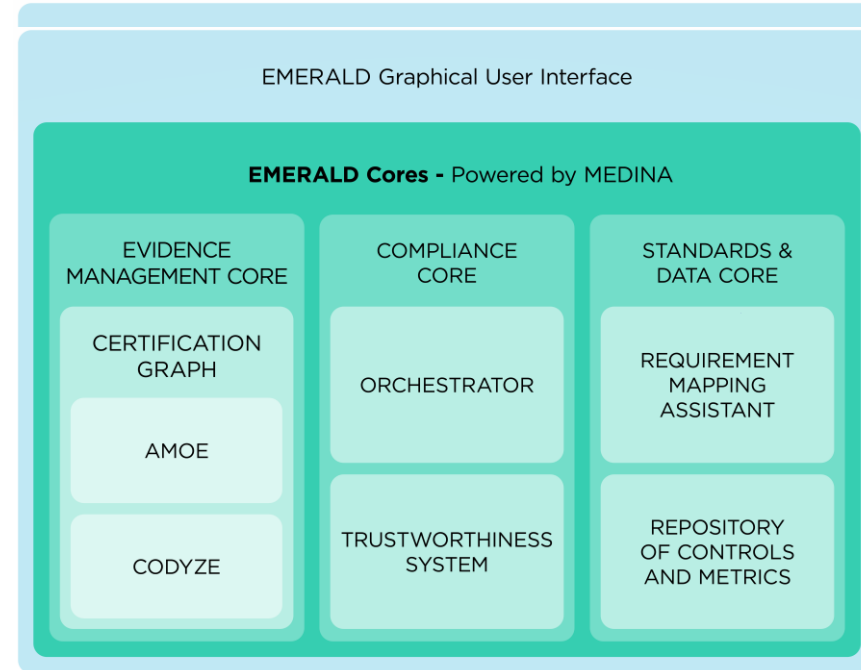 EMERALD Graphical User Interface
EMERALD Cores - Powered by MEDINA
EVIDENCE
MANAGEMENT CORE
CERTIFICATION
GRAPH
AMOE
CODYZE
COMPLIANCE
CORE
ORCHESTRATOR
TRUSTWORTHINESS
SYSTEM
STANDARDS &
DATA CORE
REQUIREMENT
MAPPING
ASSISTANT
REPOSITORY
OF CONTROLS
AND METRICS